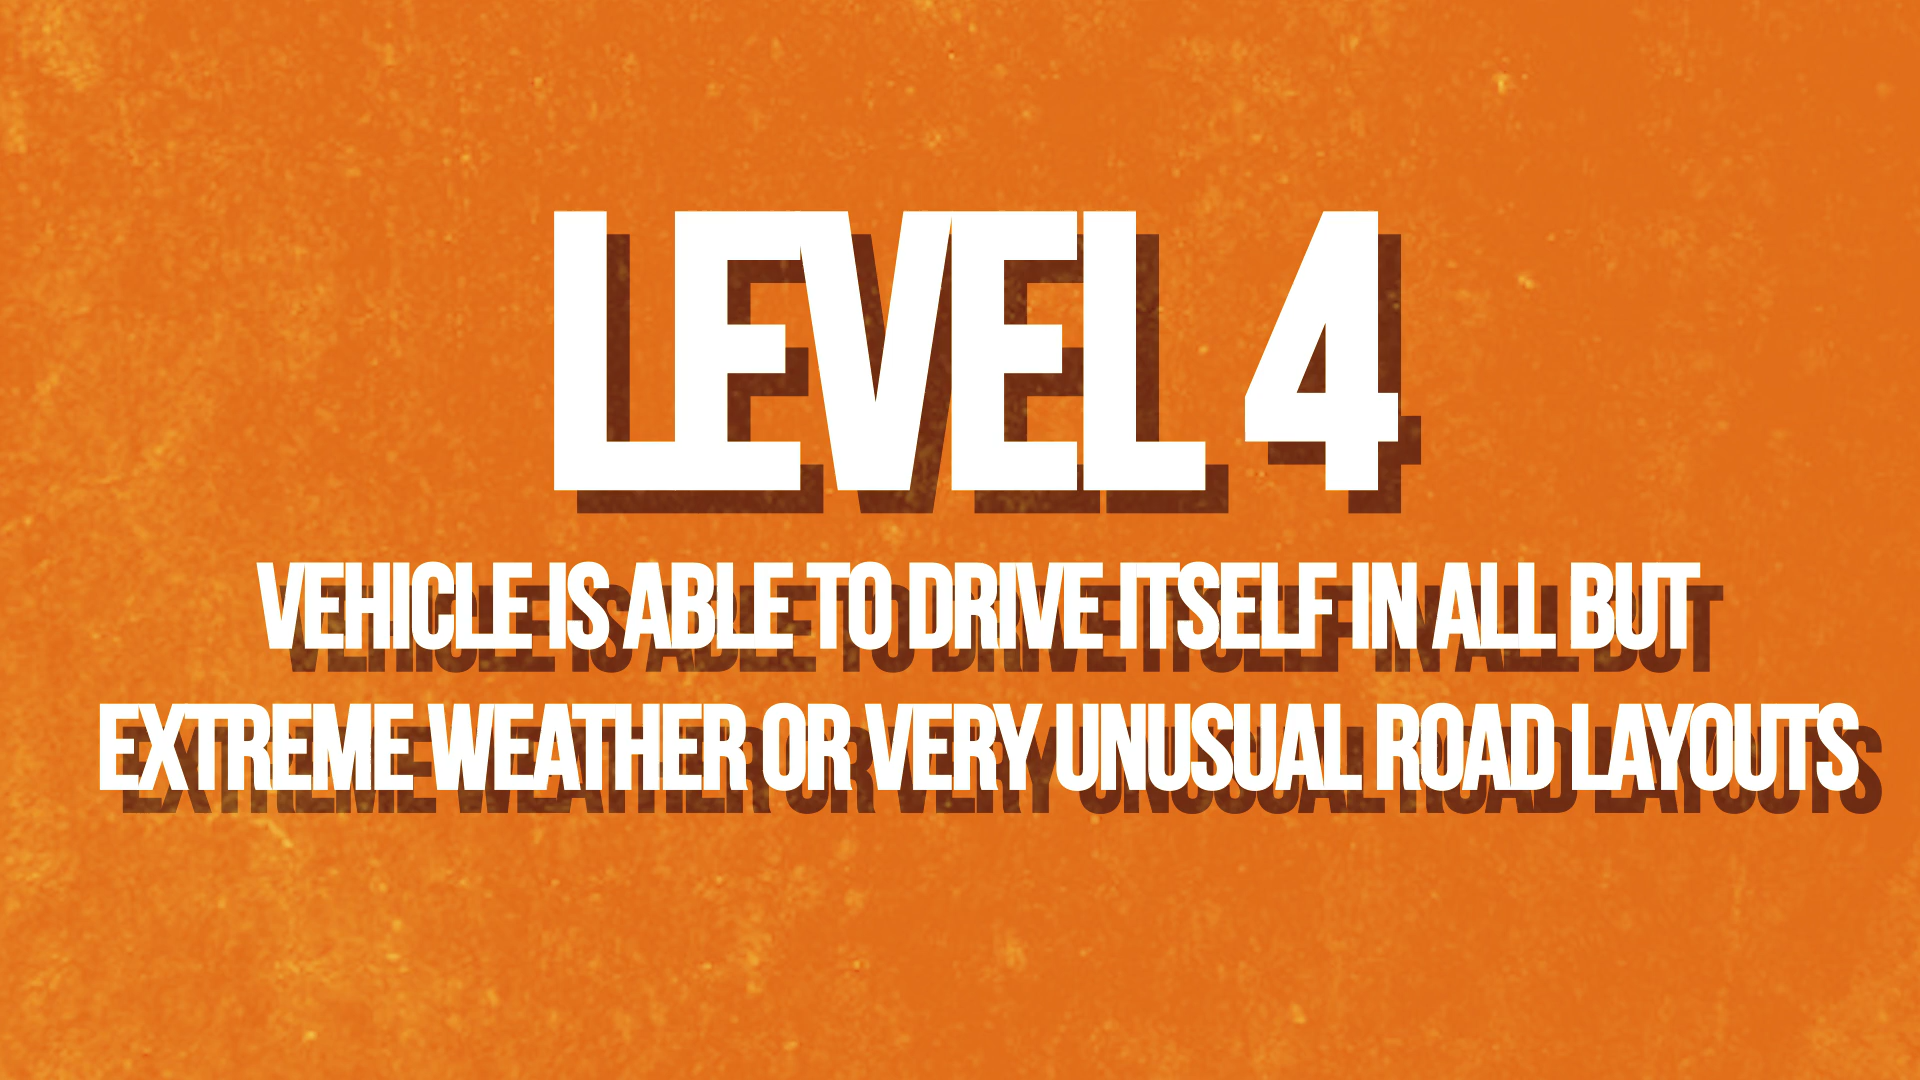 LEVEL 4
VEHICLE IS ABLE TO DRIVE ITSELF IN ALL BUT
EXTREME WEATHER OR VERY UNUSUAL ROAD LAYOUTS